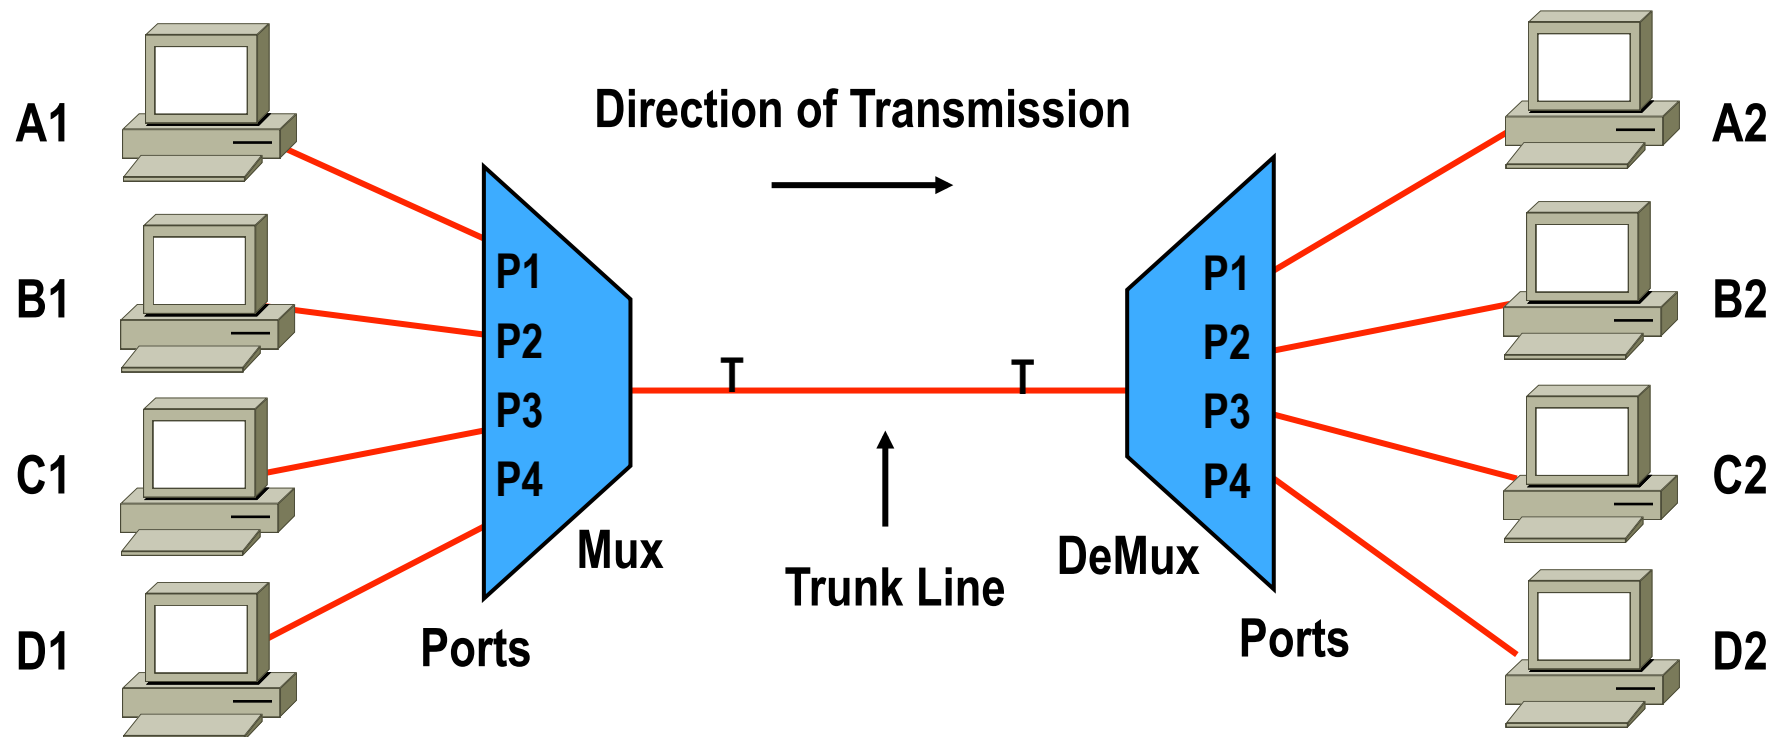 Direction of Transmission
A1
A2
P1
P1
B1
B2
P2
P2
T
T
P3
P3
C1
C2
P4
P4
Mux
DeMux
Trunk Line
Ports
Ports
D1
D2